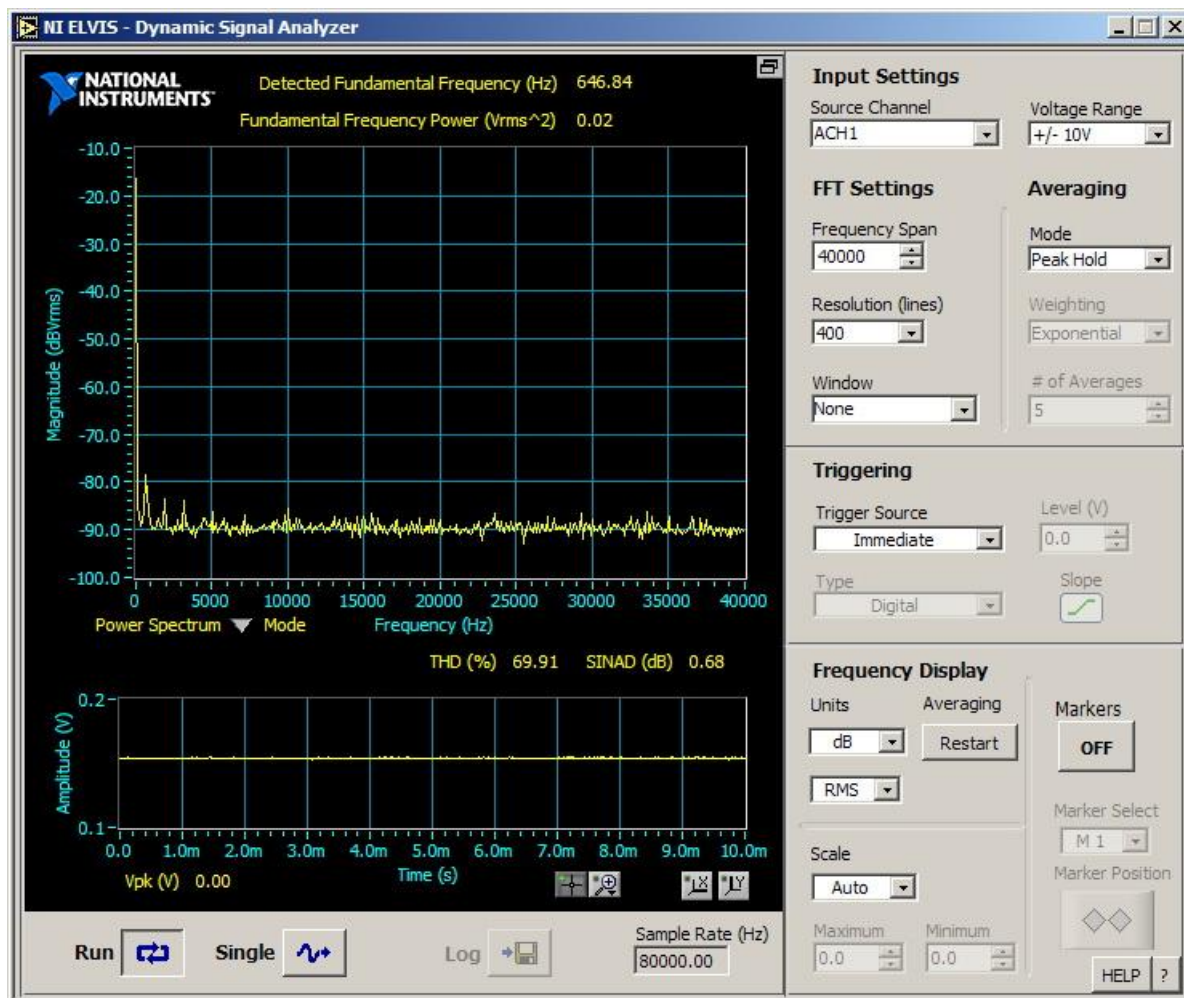 NI ELVIS - Dynamic Signal Analyzer
NATIONAL
INSTRUMENTS
Detected Fundamental Frequency (Hz) 646.84
Fundamental Frequency Power (Vrms^2) 0.02
-10.0
-20.0
-30.0
-40.0
-50.0
-60.0
-70.0
-80.0
-90.0
-100.0
Magnitude (dBVrms)
0 5000 10000 15000 20000 25000 30000 35000 40000
Power Spectrum Mode Frequency (Hz)
THD (%) 69.91 SINAD (dB) 0.68
0.2
0.1
Amplitude (V)
0.0 1.0m 2.0m 3.0m 4.0m 5.0m 6.0m 7.0m 8.0m 9.0m 10.0m
Time (s)
Vpk (V) 0.00
X Y
Run Single Log
Sample Rate (Hz)
80000.00
Input Settings
Source Channel Voltage Range
ACH1 +/- 10V
FFT Settings Averaging
Frequency Span Mode
40000 Peak Hold
Resolution (lines) Weighting
400 Exponential
Window # of Averages
None 5
Triggering
Trigger Source Level (V)
Immediate 0.0
Type Slope
Digital
Frequency Display
Units Averaging Markers
dB Restart OFF
RMS
Marker Select
M 1
Scale Marker Position
Auto
Maximum Minimum
0.0 0.0
HELP ?